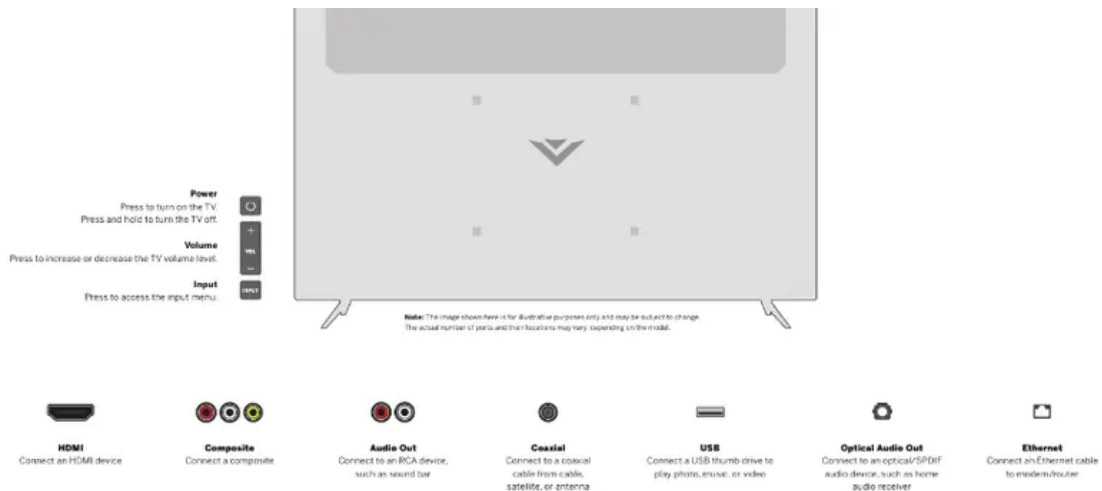 Power
Press to turn on the TV.
Press and hold to turn the TV off.
Volume
Press to increase or decrease the TV volume level.
Input
Press to access the input menu.
+
VOL
–
INPUT
Note: The image shown here is for illustrative purposes only and may be subject to change.
The actual number of ports and their locations may vary, depending on the model.
HDMI
Connect an HDMI device
Composite
Connect a composite
Audio Out
Connect to an RCA device,
such as sound bar
Coaxial
Connect to a coaxial
cable from cable,
satellite, or antenna
USB
Connect a USB thumb drive to
play photo, music, or video
Optical Audio Out
Connect to an optical/SPDIF
audio device, such as home
audio receiver
Ethernet
Connect an Ethernet cable
to modem/router